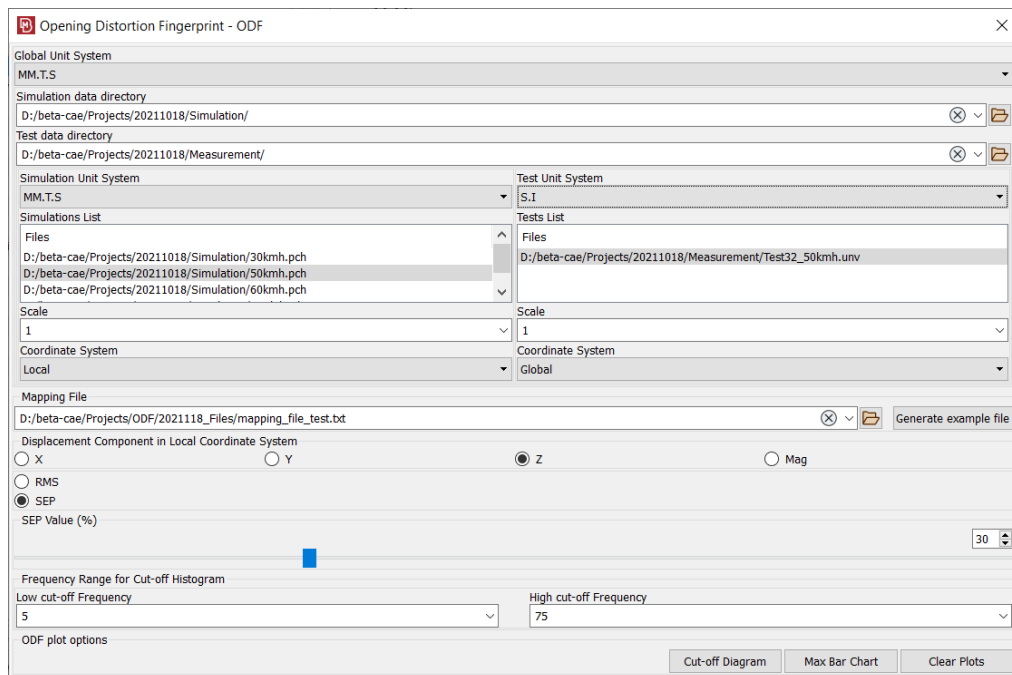 Opening Distortion Fingerprint - ODF
Global Unit System
MM.T.S
Simulation data directory
D:/beta-cae/Projects/20211018/Simulation/
Test data directory
D:/beta-cae/Projects/20211018/Measurement/
Simulation Unit System
Test Unit System
MM.T.S
S.I
Simulations List
Tests List
Files
Files
D:/beta-cae/Projects/20211018/Simulation/30kmh.pch
D:/beta-cae/Projects/20211018/Measurement/Test32_50kmh.unv
D:/beta-cae/Projects/20211018/Simulation/50kmh.pch
D:/beta-cae/Projects/20211018/Simulation/60kmh.pch
Scale
Scale
1
1
Coordinate System
Coordinate System
Local
Global
Mapping File
D:/beta-cae/Projects/ODF/2021118_Files/mapping_file_test.txt
Generate example file
Displacement Component in Local Coordinate System
X Y Z Mag
RMS
SEP
SEP Value (%)
30
Frequency Range for Cut-off Histogram
Low cut-off Frequency
High cut-off Frequency
5
75
ODF plot options
Cut-off Diagram Max Bar Chart Clear Plots